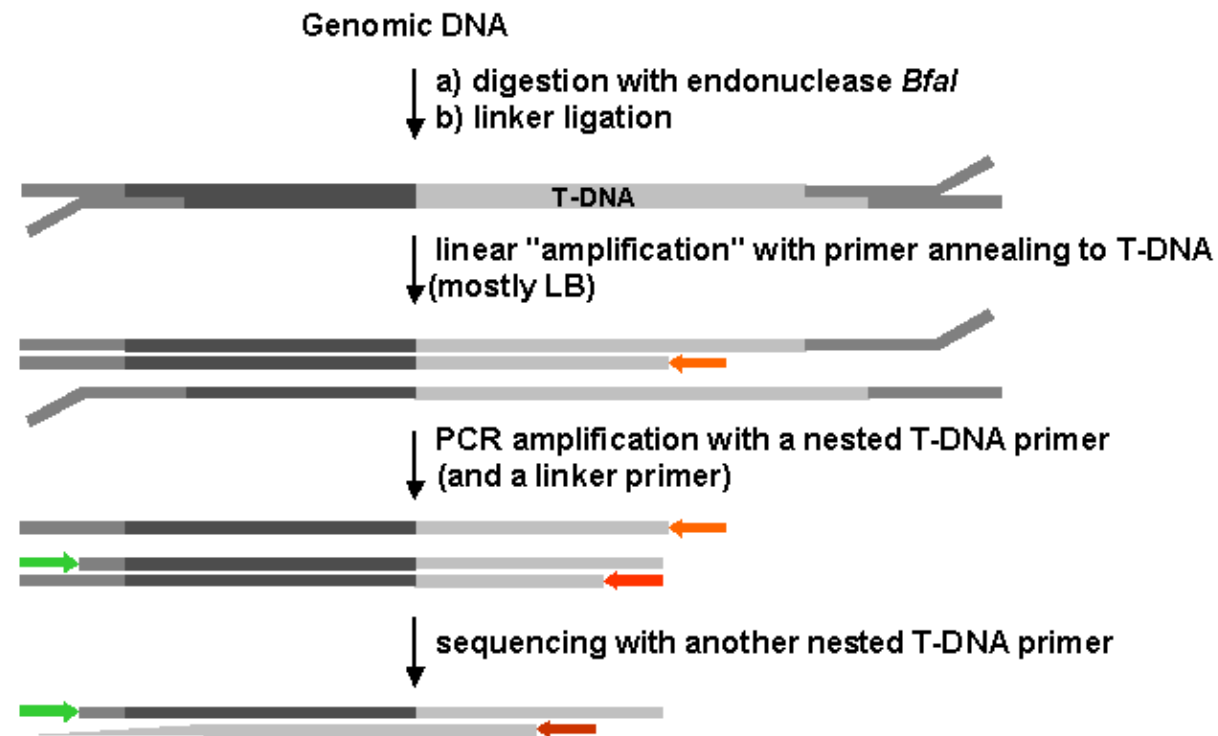 Genomic DNA
a) digestion with endonuclease BfaI
b) linker ligation
T-DNA
linear "amplification" with primer annealing to T-DNA
(mostly LB)
PCR amplification with a nested T-DNA primer
(and a linker primer)
sequencing with another nested T-DNA primer